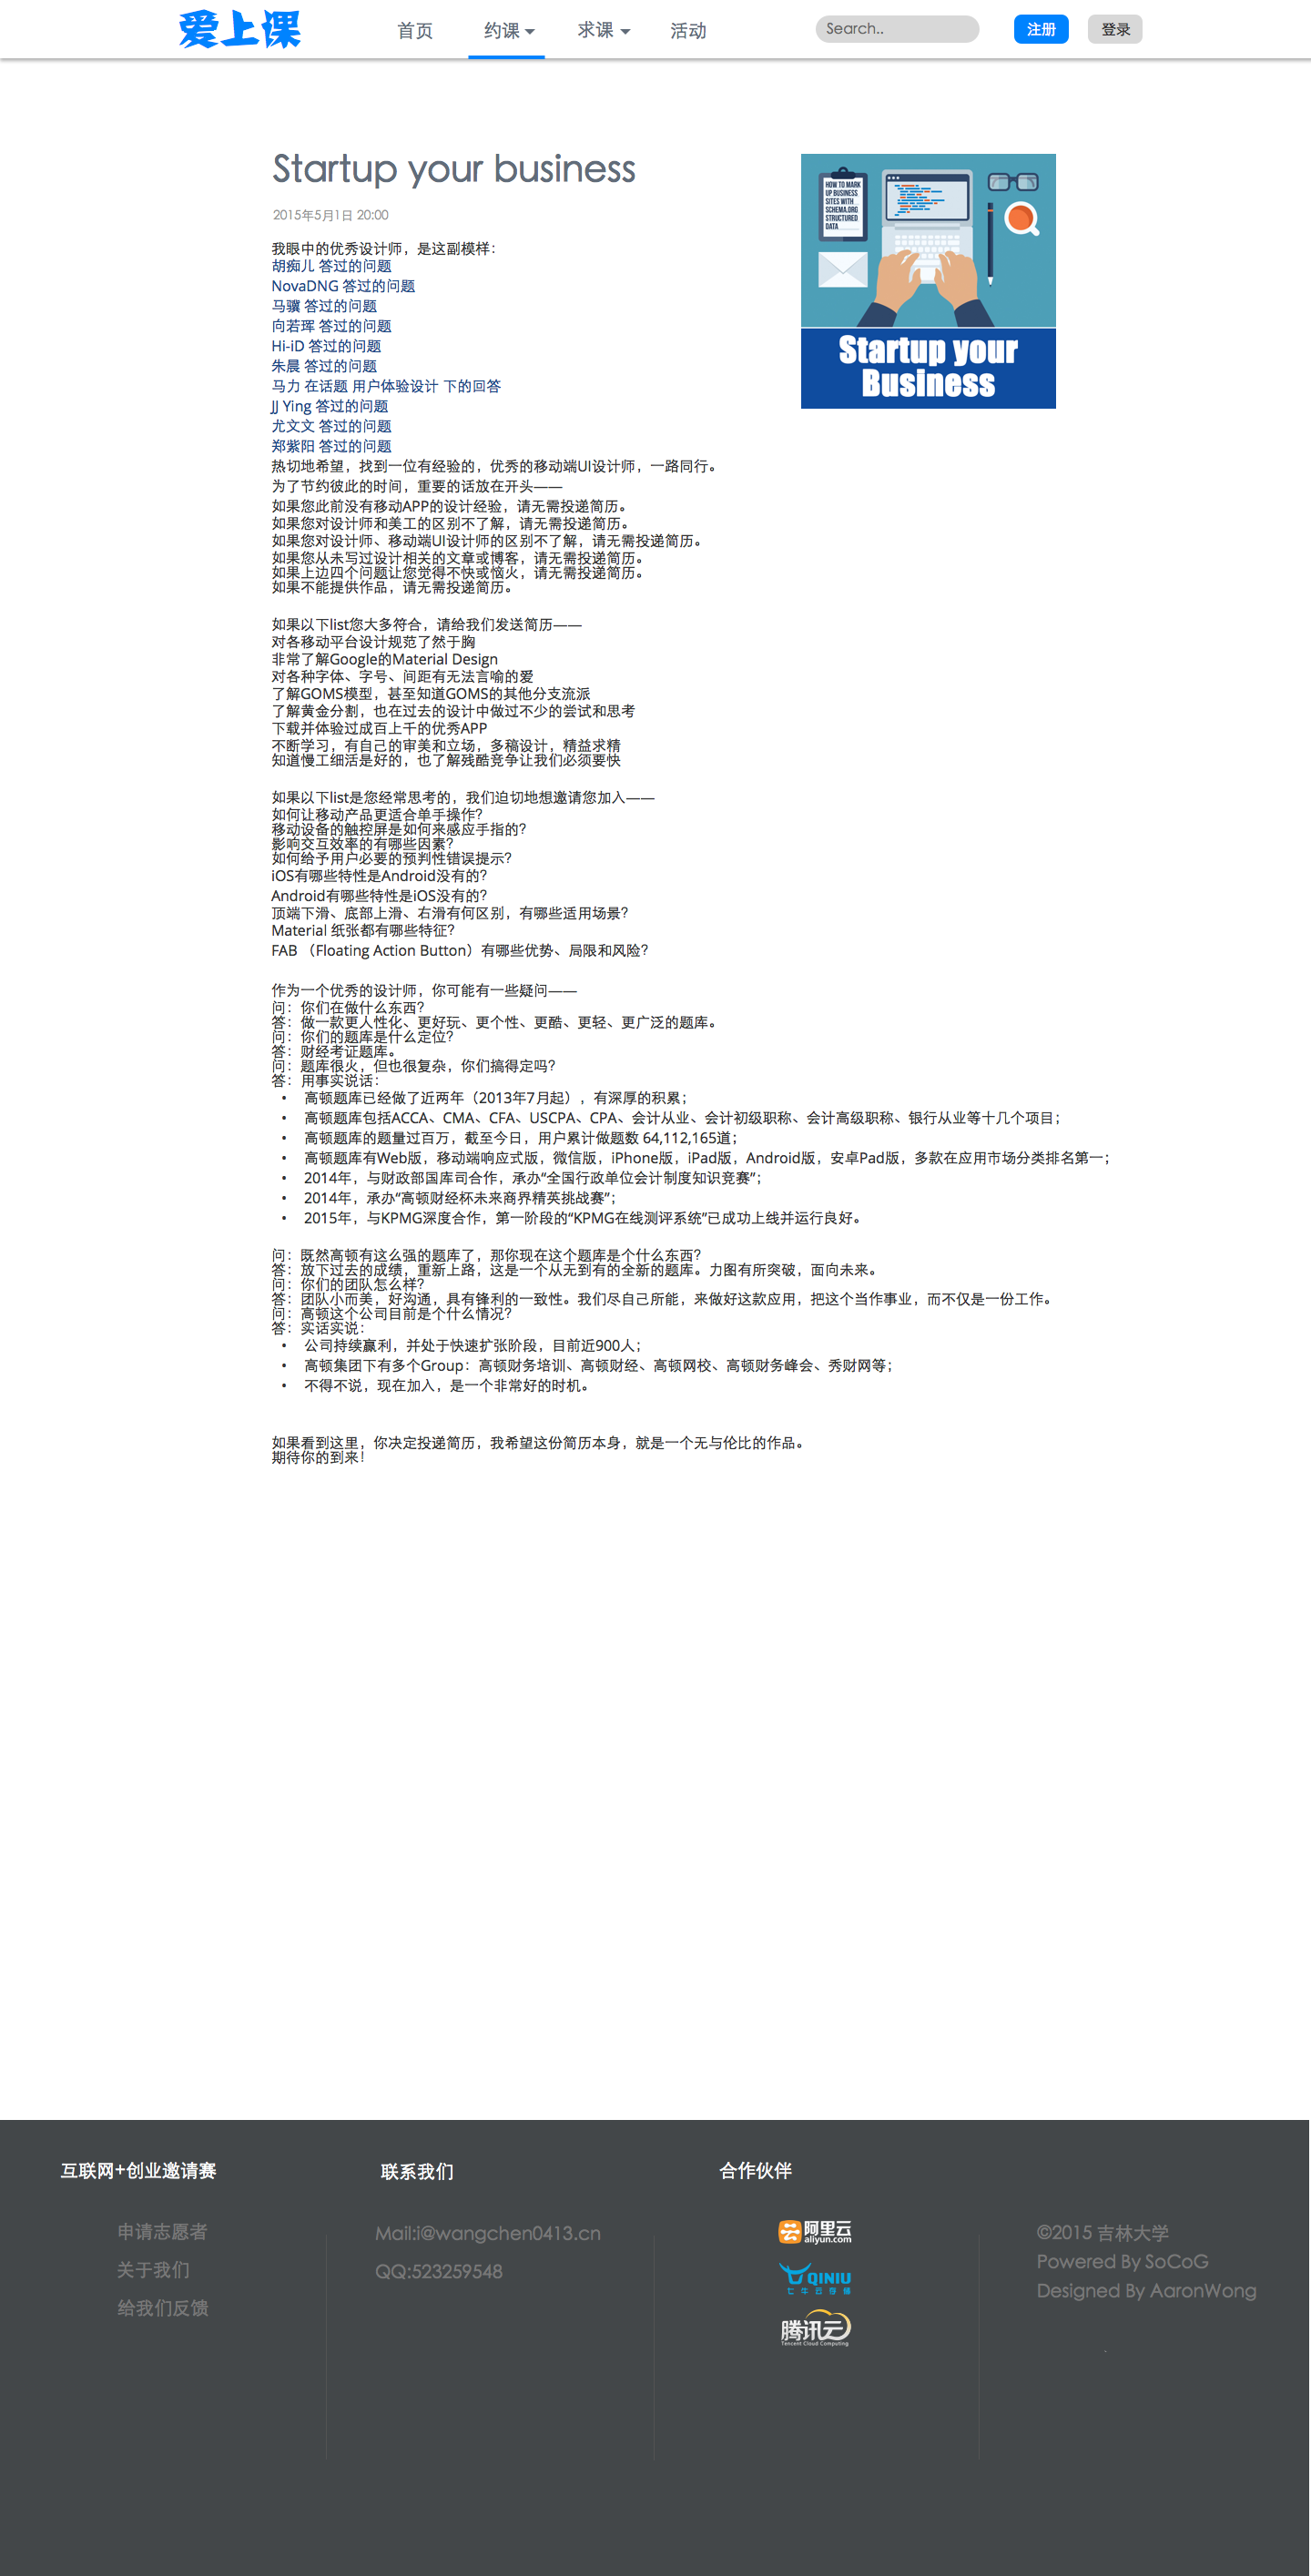 爱上课
首页 约课 求课 活动 Search.. 注册 登录
Startup your business
2015年5月1日 20:00
HOW TO MARK
UP BUSINESS
SITES WITH
SCHEMA.ORG
STRUCTURED
DATA
Startup your
Business
我眼中的优秀设计师，是这副模样：
胡痴儿 答过的问题
NovaDNG 答过的问题
马骥 答过的问题
向若珲 答过的问题
Hi-iD 答过的问题
朱晨 答过的问题
马力 在话题 用户体验设计 下的回答
JJ Ying 答过的问题
尤文文 答过的问题
郑紫阳 答过的问题
热切地希望，找到一位有经验的，优秀的移动端UI设计师，一路同行。
为了节约彼此的时间，重要的话放在开头——
如果您此前没有移动APP的设计经验，请无需投递简历。
如果您对设计师和美工的区别不了解，请无需投递简历。
如果您对设计师、移动端UI设计师的区别不了解，请无需投递简历。
如果您从未写过设计相关的文章或博客，请无需投递简历。
如果上边四个问题让您觉得不快或恼火，请无需投递简历。
如果不能提供作品，请无需投递简历。
如果以下list您大多符合，请给我们发送简历——
对各移动平台设计规范了然于胸
非常了解Google的Material Design
对各种字体、字号、间距有无法言喻的爱
了解GOMS模型，甚至知道GOMS的其他分支流派
了解黄金分割，也在过去的设计中做过不少的尝试和思考
下载并体验过成百上千的优秀APP
不断学习，有自己的审美和立场，多稿设计，精益求精
知道慢工细活是好的，也了解残酷竞争让我们必须要快
如果以下list是您经常思考的，我们迫切地想邀请您加入——
如何让移动产品更适合单手操作？
移动设备的触控屏是如何来感应手指的？
影响交互效率的有哪些因素？
如何给予用户必要的预判性错误提示？
iOS有哪些特性是Android没有的？
Android有哪些特性是iOS没有的？
顶端下滑、底部上滑、右滑有何区别，有哪些适用场景？
Material 纸张都有哪些特征？
FAB （Floating Action Button）有哪些优势、局限和风险？
作为一个优秀的设计师，你可能有一些疑问——
问：你们在做什么东西？
答：做一款更人性化、更好玩、更个性、更酷、更轻、更广泛的题库。
问：你们的题库是什么定位？
答：财经考证题库。
问：题库很火，但也很复杂，你们搞得定吗？
答：用事实说话：
• 高顿题库已经做了近两年（2013年7月起），有深厚的积累；
• 高顿题库包括ACCA、CMA、CFA、USCPA、CPA、会计从业、会计初级职称、会计高级职称、银行从业等十几个项目；
• 高顿题库的题量过百万，截至今日，用户累计做题数 64,112,165道；
• 高顿题库有Web版，移动端响应式版，微信版，iPhone版，iPad版，Android版，安卓Pad版，多款在应用市场分类排名第一；
• 2014年，与财政部国库司合作，承办“全国行政单位会计制度知识竞赛”；
• 2014年，承办“高顿财经杯未来商界精英挑战赛”；
• 2015年，与KPMG深度合作，第一阶段的“KPMG在线测评系统”已成功上线并运行良好。
问：既然高顿有这么强的题库了，那你现在这个题库是个什么东西？
答：放下过去的成绩，重新上路，这是一个从无到有的全新的题库。力图有所突破，面向未来。
问：你们的团队怎么样？
答：团队小而美，好沟通，具有锋利的一致性。我们尽自己所能，来做好这款应用，把这个当作事业，而不仅是一份工作。
问：高顿这个公司目前是个什么情况？
答：实话实说：
• 公司持续赢利，并处于快速扩张阶段，目前近900人；
• 高顿集团下有多个Group：高顿财务培训、高顿财经、高顿网校、高顿财务峰会、秀财网等；
• 不得不说，现在加入，是一个非常好的时机。
如果看到这里，你决定投递简历，我希望这份简历本身，就是一个无与伦比的作品。
期待你的到来！
互联网+创业邀请赛
申请志愿者
关于我们
给我们反馈
联系我们
Mail:i@wangchen0413.cn
QQ:523259548
合作伙伴
阿里云
aliyun.com
QINIU
七牛云存储
腾讯云
Tencent Cloud Computing
©2015 吉林大学
Powered By SoCoG
Designed By AaronWong